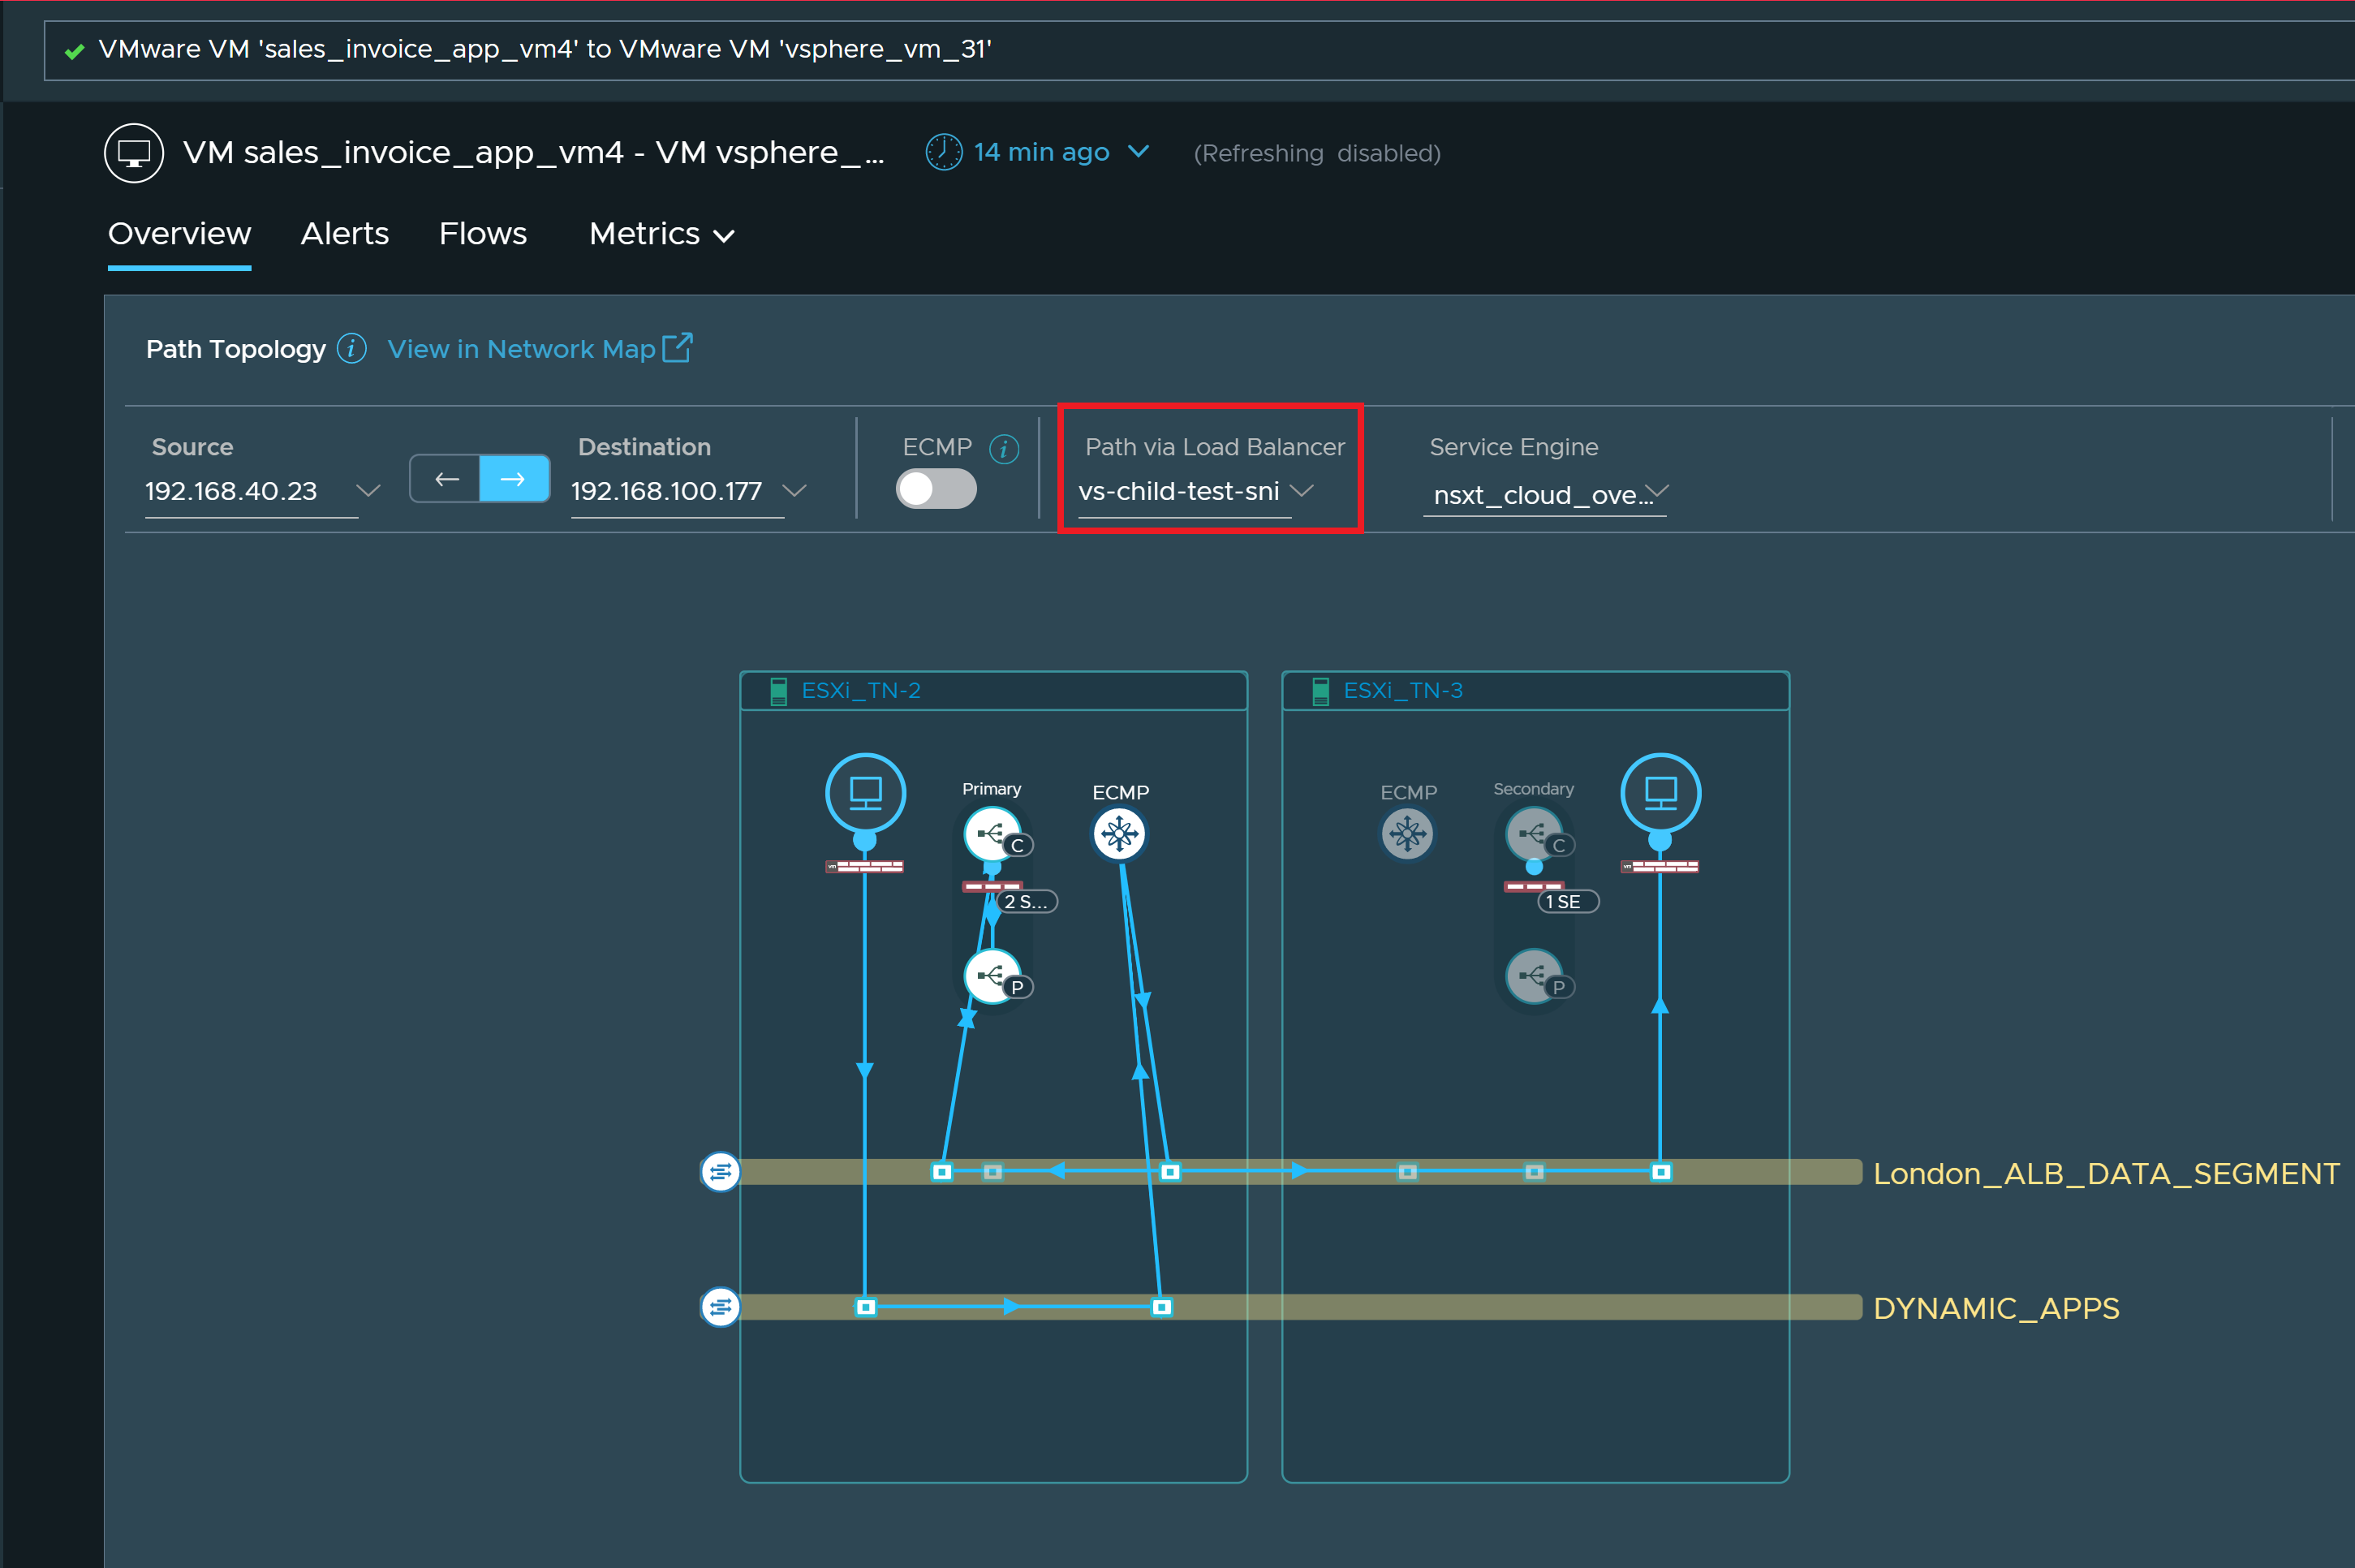 VMware VM 'sales_invoice_app_vm4' to VMware VM 'vsphere_vm_31'
VM sales_invoice_app_vm4 - VM vsphere_... 14 min ago (Refreshing disabled)
Overview Alerts Flows Metrics
Path Topology i View in Network Map
Source Destination ECMP i Path via Load Balancer Service Engine
192.168.40.23 192.168.100.177 vs-child-test-sni nsxt_cloud_ove...
ESXi_TN-2 ESXi_TN-3
Primary ECMP ECMP Secondary
C C
vm vm
2 S... 1 SE
P P
London_ALB_DATA_SEGMENT
DYNAMIC_APPS